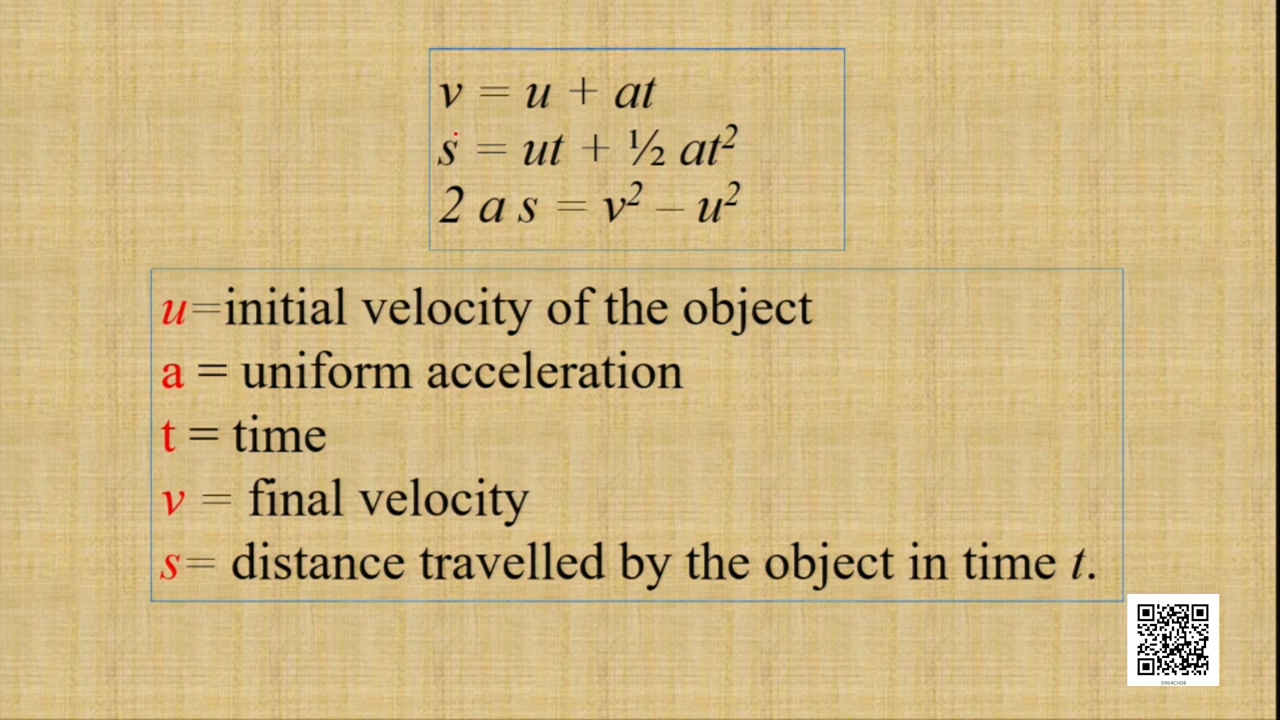 v = u + at
s = ut + ½ at²
2 a s = v² – u²
u=initial velocity of the object
a = uniform acceleration
t = time
v = final velocity
s= distance travelled by the object in time t.
0964CH08